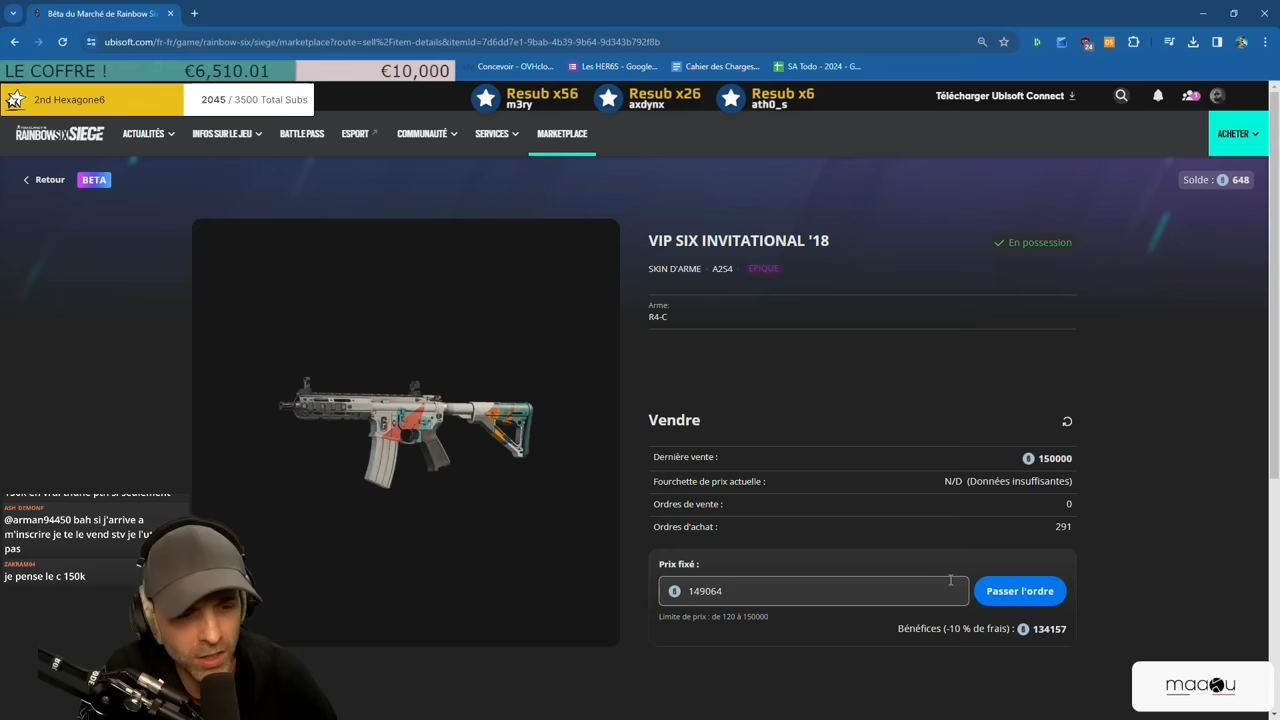 Bêta du Marché de Rainbow Si
ubisoft.com/fr-fr/game/rainbow-six/siege/marketplace?route=sell%2Fitem-details&itemId=7d6dd7e1-9bab-4b39-9b64-9d343b792f8b
24
LE COFFRE ! €6,510.01 €10,000
Concevoir - OVHclo...
Les HER6S - Google...
Cahier des Charges...
SA Todo - 2024 - G...
2nd Hexagone6
2045 / 3500 Total Subs
Resub x56
m3ry
Resub x26
axdynx
Resub x6
ath0_s
Télécharger Ubisoft Connect
RAINBOWSIX SIEGE
ACTUALITÉS
INFOS SUR LE JEU
BATTLE PASS
ESPORT
COMMUNAUTÉ
SERVICES
MARKETPLACE
ACHETER
Retour
BETA
Solde : 648
VIP SIX INVITATIONAL '18
En possession
SKIN D'ARME · A2S4 ÉPIQUE
Arme:
R4-C
Vendre
Dernière vente : 150000
Fourchette de prix actuelle : N/D (Données insuffisantes)
Ordres de vente : 0
Ordres d'achat : 291
Prix fixé :
149064
Passer l'ordre
Limite de prix : de 120 à 150000
Bénéfices (-10 % de frais) : 134157
@arman94450 bah si j'arrive a
m'inscrire je te le vend stv je l'ut
pas
ZAKRAM94
je pense le c 150k
maaou